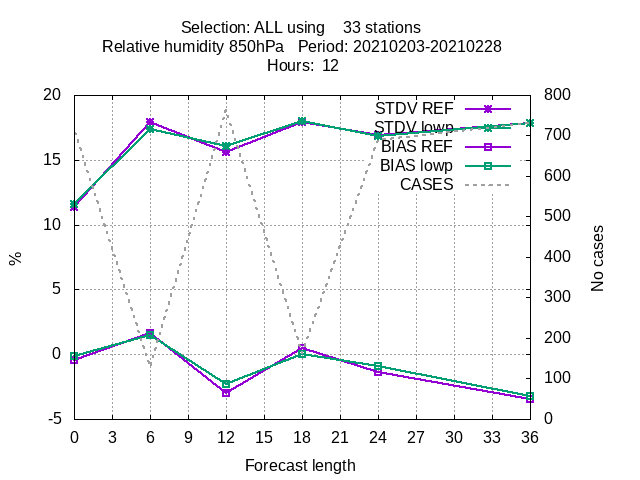 Selection: ALL using    33 stations
Relative humidity 850hPa   Period: 20210203-20210228
Hours:  12
20
15
10
5
0
-5
%
STDV REF
STDV lowp
BIAS REF
BIAS lowp
CASES
800
700
600
500
400
300
200
100
0
No cases
0 3 6 9 12 15 18 21 24 27 30 33 36
Forecast length